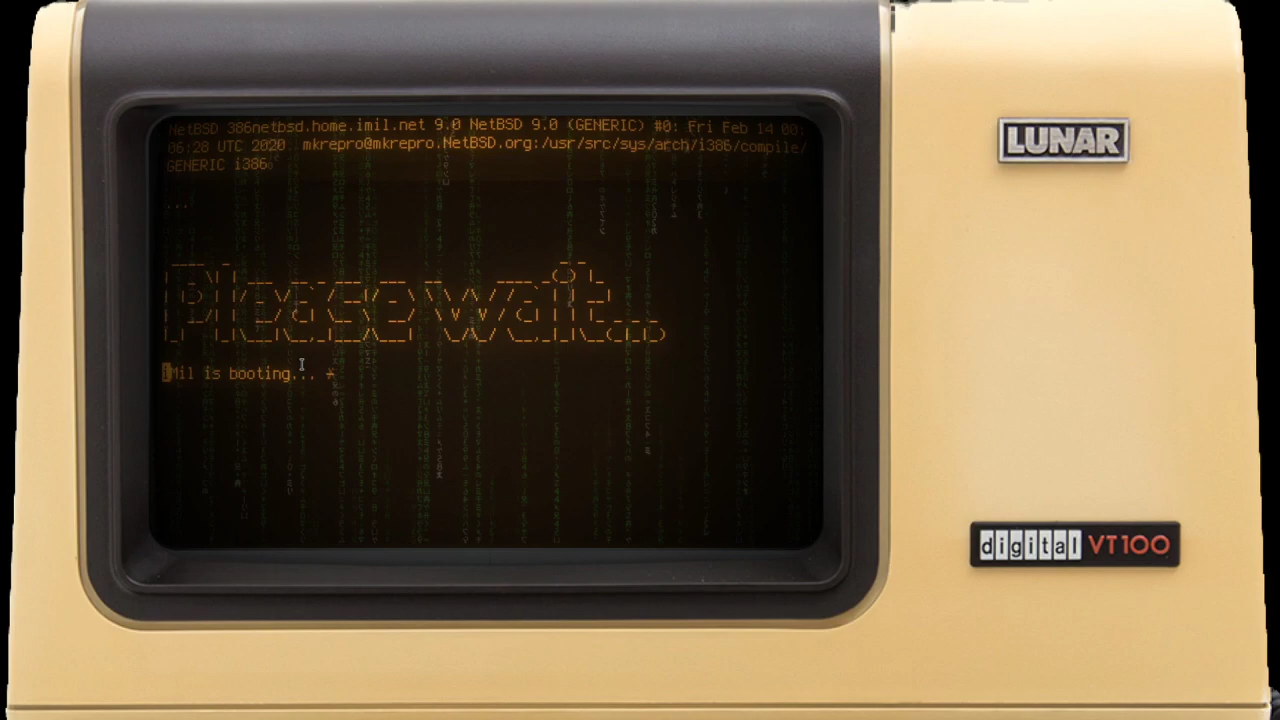 NetBSD 386netbsd.home.imil.net 9.0 NetBSD 9.0 (GENERIC) #0: Fri Feb 14 00:
06:28 UTC 2020  mkrepro@mkrepro.NetBSD.org:/usr/src/sys/arch/i386/compile/
GENERIC i386
...
Please wait...
iMil is booting...
LUNAR
digital VT100